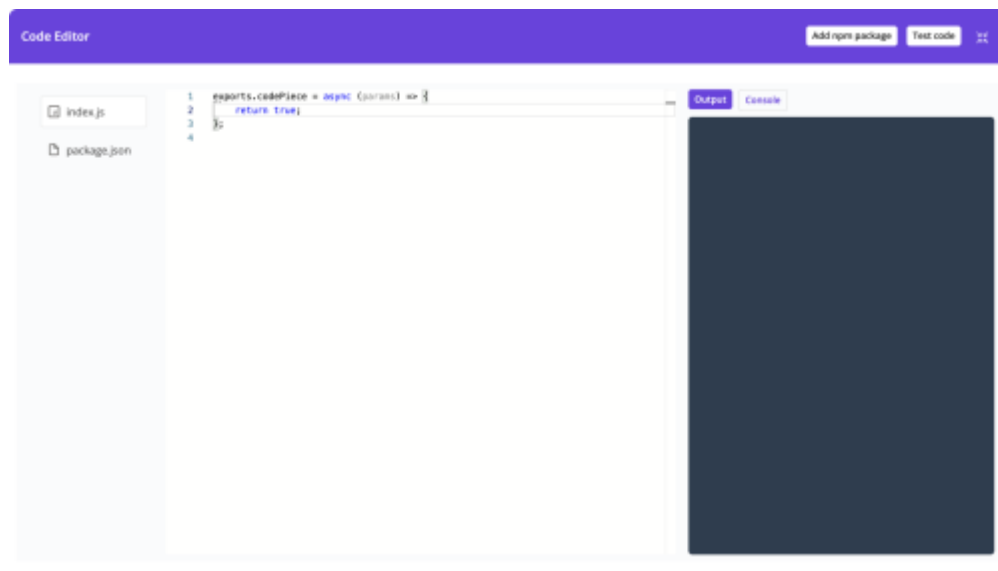 Code Editor
Add npm package
Test code
index.js
package.json
1 exports.codePiece = async (params) => {
2 return true;
3 };
4
Output
Console